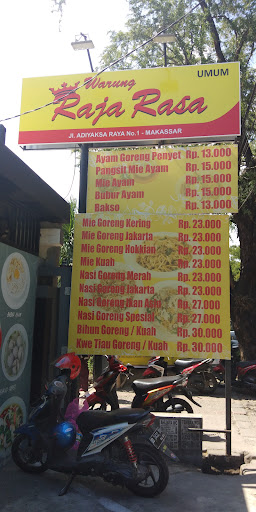 UMUM
Warung
Raja Rasa
Jl. ADIYAKSA RAYA No.1 - MAKASSAR
Ayam Goreng Penyet Rp. 13.000
Pangsit Mie Ayam Rp. 15.000
Mie Ayam Rp. 15.000
Bubur Ayam Rp. 15.000
Bakso Rp. 13.000
Mie Goreng Kering Rp. 23.000
Mie Goreng Jakarta Rp. 23.000
Mie Goreng Hokkian Rp. 23.000
Mie Kuah Rp. 23.000
Nasi Goreng Merah Rp. 23.000
Nasi Goreng Jakarta Rp. 23.000
Nasi Goreng Ikan Asin Rp. 27.000
Nasi Goreng Spesial Rp. 27.000
Bihun Goreng / Kuah Rp. 30.000
Kwe Tiau Goreng / Kuah Rp. 30.000